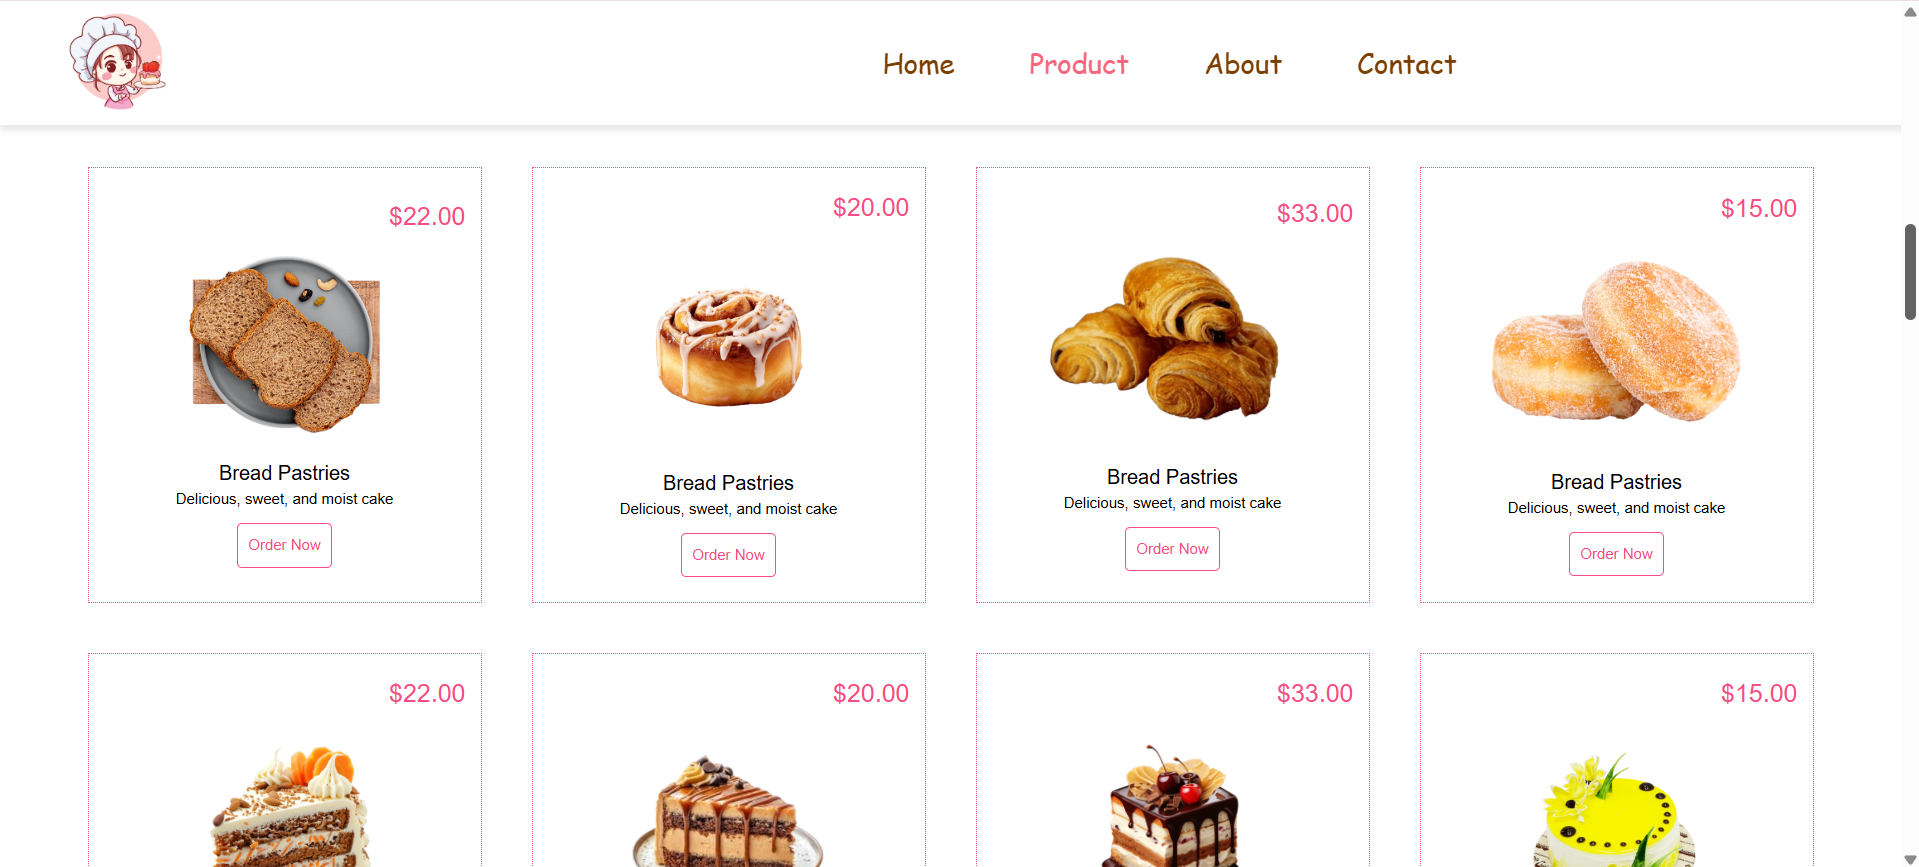 Home Product About Contact
$22.00 $20.00 $33.00 $15.00
Bread Pastries Bread Pastries Bread Pastries Bread Pastries
Delicious, sweet, and moist cake Delicious, sweet, and moist cake Delicious, sweet, and moist cake Delicious, sweet, and moist cake
Order Now Order Now Order Now Order Now
$22.00 $20.00 $33.00 $15.00